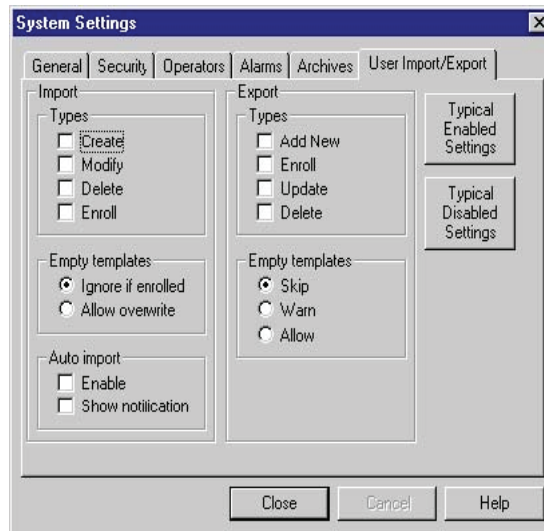 System Settings
General Security Operators Alarms Archives User Import/Export
Import
Types
Create
Modify
Delete
Enroll
Empty templates
Ignore if enrolled
Allow overwrite
Auto import
Enable
Show notification
Export
Types
Add New
Enroll
Update
Delete
Empty templates
Skip
Warn
Allow
Typical
Enabled
Settings
Typical
Disabled
Settings
Close Cancel Help